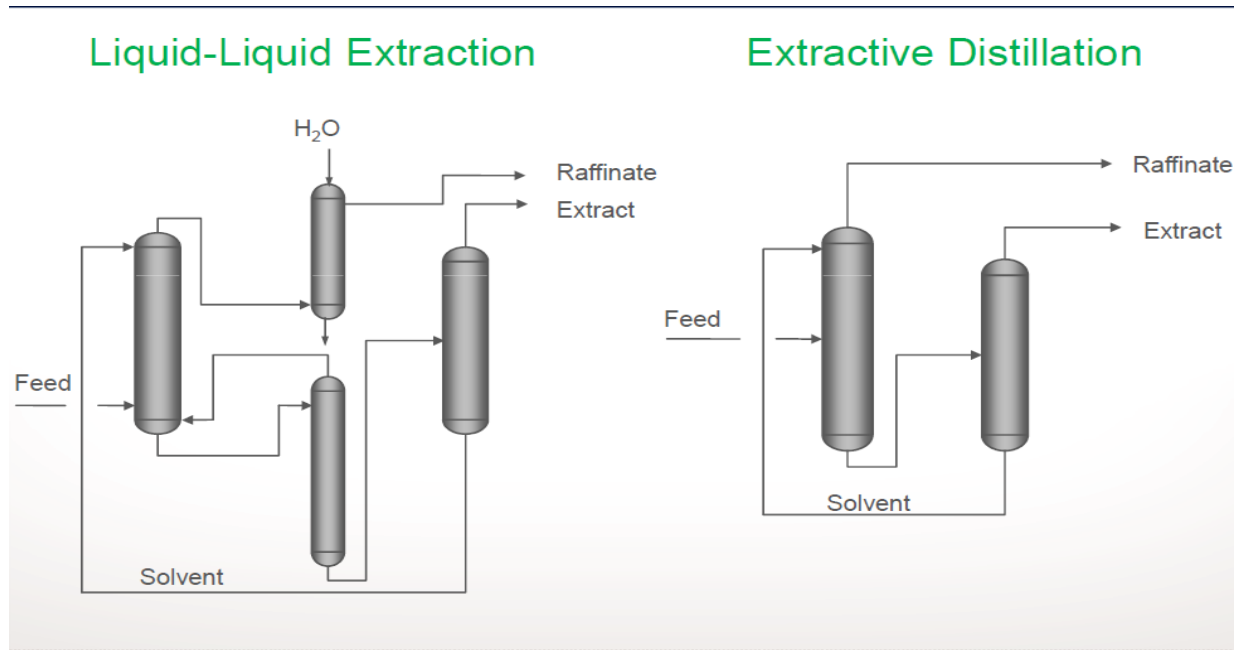 Liquid-Liquid Extraction
H₂O
Raffinate
Extract
Feed
Solvent
Extractive Distillation
Raffinate
Extract
Feed
Solvent